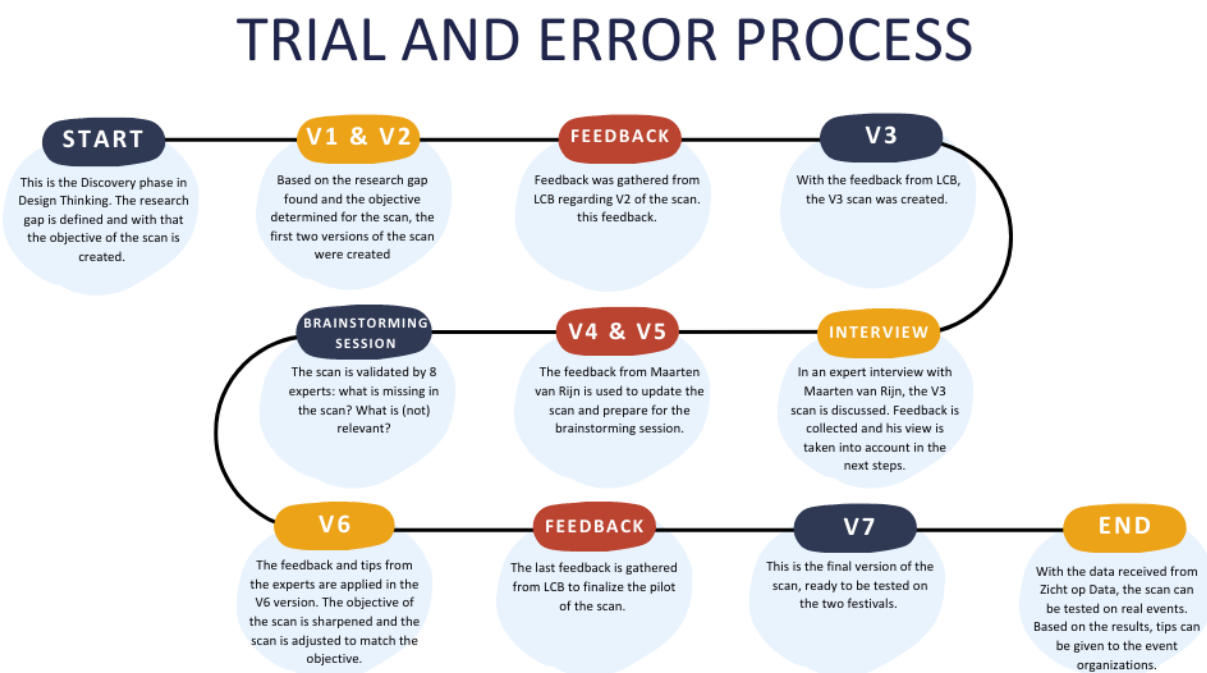 TRIAL AND ERROR PROCESS
START
This is the Discovery phase in
Design Thinking. The research
gap is defined and with that
the objective of the scan is
created.
V1 & V2
Based on the research gap
found and the objective
determined for the scan, the
first two versions of the scan
were created
FEEDBACK
Feedback was gathered from
LCB regarding V2 of the scan.
this feedback.
V3
With the feedback from LCB,
the V3 scan was created.
INTERVIEW
In an expert interview with
Maarten van Rijn, the V3
scan is discussed. Feedback is
collected and his view is
taken into account in the
next steps.
V4 & V5
The feedback from Maarten
van Rijn is used to update the
scan and prepare for the
brainstorming session.
BRAINSTORMING
SESSION
The scan is validated by 8
experts: what is missing in
the scan? What is (not)
relevant?
V6
The feedback and tips from
the experts are applied in the
V6 version. The objective of
the scan is sharpened and the
scan is adjusted to match the
objective.
FEEDBACK
The last feedback is gathered
from LCB to finalize the pilot
of the scan.
V7
This is the final version of the
scan, ready to be tested on
the two festivals.
END
With the data received from
Zicht op Data, the scan can
be tested on real events.
Based on the results, tips can
be given to the event
organizations.